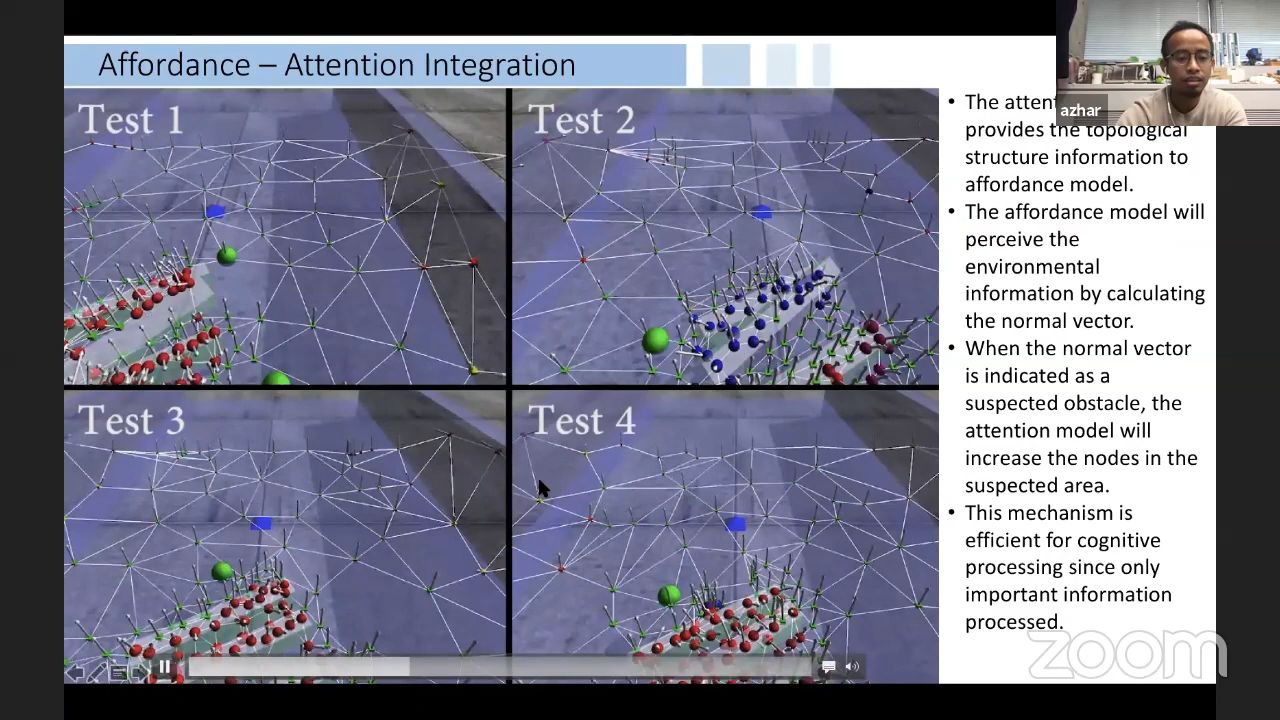 Affordance – Attention Integration
azhar
Test 1
Test 2
Test 3
Test 4
• The
provides the topological
structure information to
affordance model.
• The affordance model will
perceive the
environmental
information by calculating
the normal vector.
• When the normal vector
is indicated as a
suspected obstacle, the
attention model will
increase the nodes in the
suspected area.
• This mechanism is
efficient for cognitive
processing since only
important information
processed.
zoom